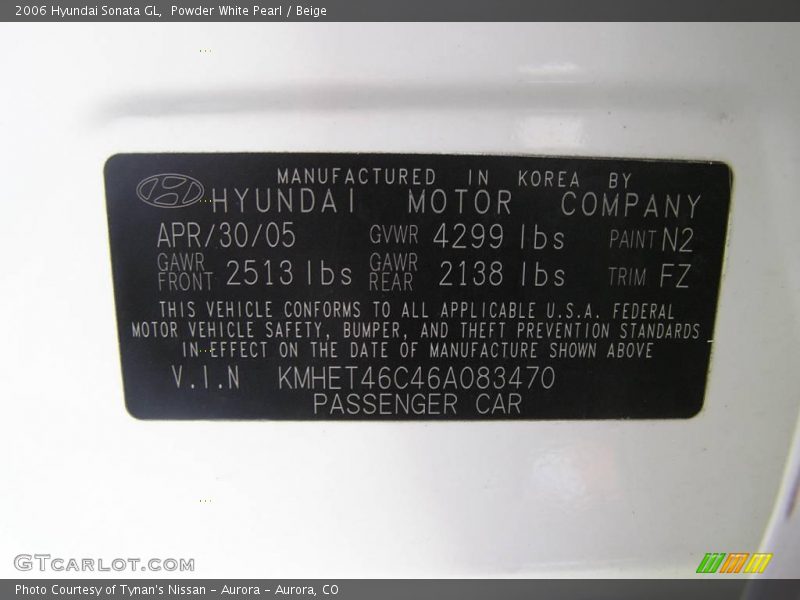 2006 Hyundai Sonata GL, Powder White Pearl / Beige
MANUFACTURED IN KOREA BY
HYUNDAI MOTOR COMPANY
APR/30/05 GVWR 4299 lbs PAINT N2
GAWR FRONT 2513 lbs GAWR REAR 2138 lbs TRIM FZ
THIS VEHICLE CONFORMS TO ALL APPLICABLE U.S.A. FEDERAL
MOTOR VEHICLE SAFETY, BUMPER, AND THEFT PREVENTION STANDARDS
IN EFFECT ON THE DATE OF MANUFACTURE SHOWN ABOVE
V.I.N KMHET46C46A083470
PASSENGER CAR
GTCARLOT.COM
Photo Courtesy of Tynan's Nissan - Aurora - Aurora, CO